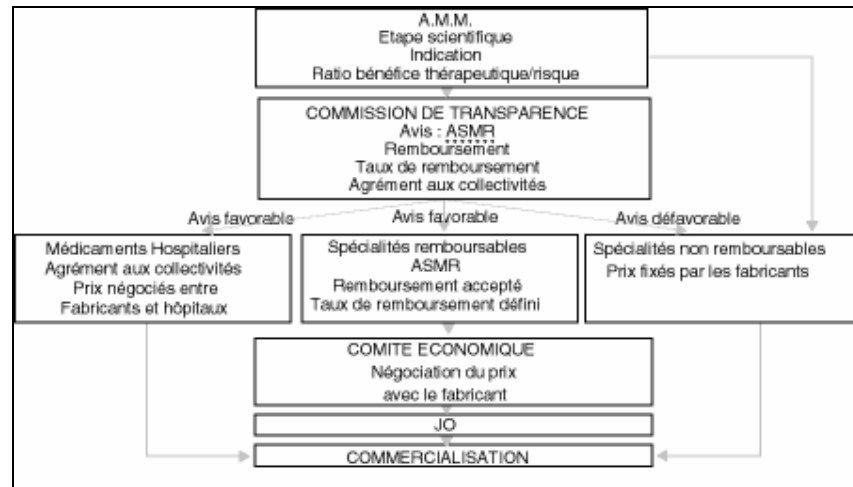 A.M.M.
Etape scientifique
Indication
Ratio bénéfice thérapeutique/risque
COMMISSION DE TRANSPARENCE
Avis : ASMR
Remboursement
Taux de remboursement
Agrément aux collectivités
Avis favorable
Avis favorable
Avis défavorable
Médicaments Hospitaliers
Agrément aux collectivités
Prix négociés entre
Fabricants et hôpitaux
Spécialités remboursables
ASMR
Remboursement accepté
Taux de remboursement défini
Spécialités non remboursables
Prix fixés par les fabricants
COMITE ECONOMIQUE
Négociation du prix
avec le fabricant
JO
COMMERCIALISATION